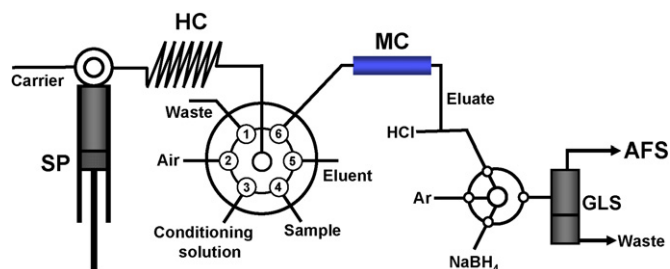 HC
MC
Carrier
Eluate
Waste
1
6
HCl
SP
Air
2
5
Eluent
AFS
3
4
Ar
GLS
Conditioning
solution
Sample
NaBH₄
Waste